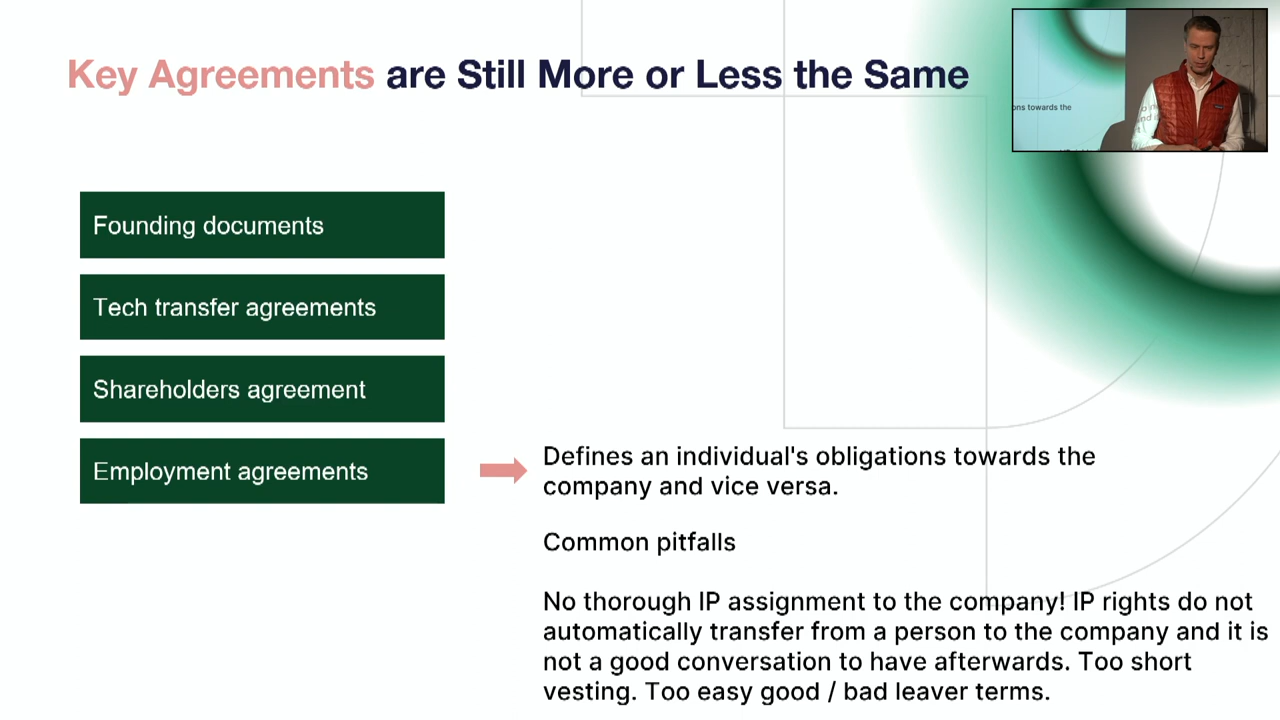 Key Agreements are Still More or Less the Same
ons towards the
Founding documents
Tech transfer agreements
Shareholders agreement
Employment agreements
Defines an individual's obligations towards the
company and vice versa.
Common pitfalls
No thorough IP assignment to the company! IP rights do not
automatically transfer from a person to the company and it is
not a good conversation to have afterwards. Too short
vesting. Too easy good / bad leaver terms.